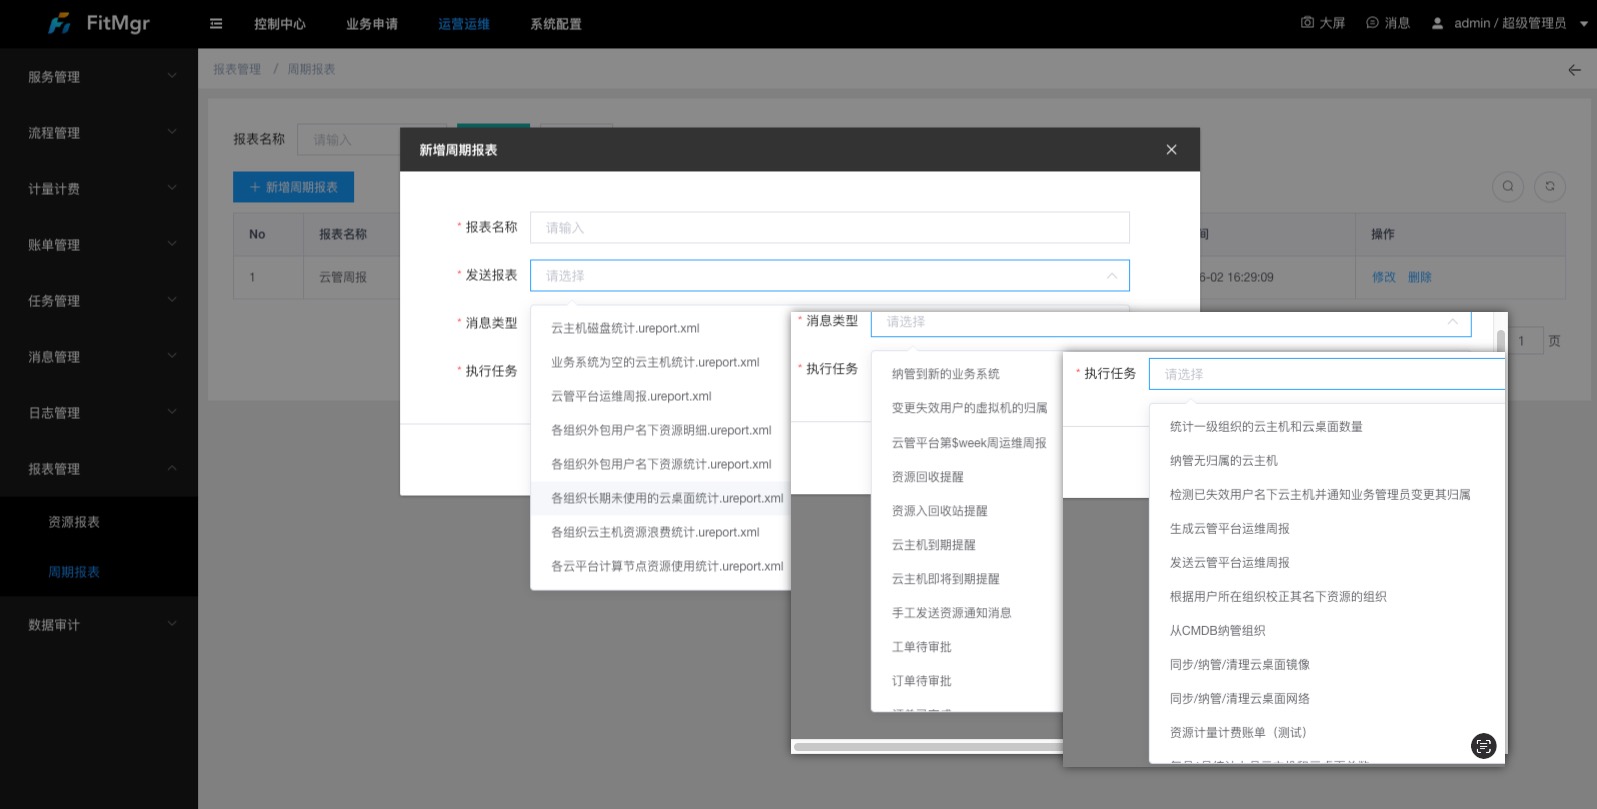 FitMgr
控制中心
业务申请
运营运维
系统配置
大屏
消息
admin / 超级管理员
服务管理
流程管理
计量计费
账单管理
任务管理
消息管理
日志管理
报表管理
资源报表
周期报表
数据审计
报表管理 / 周期报表
报表名称 请输入
+ 新增周期报表
No 报表名称 操作
1 云管周报 6-02 16:29:09 修改 删除
1 页
新增周期报表
* 报表名称 请输入
* 发送报表 请选择
* 消息类型
* 执行任务
云主机磁盘统计.ureport.xml
业务系统为空的云主机统计.ureport.xml
云管平台运维周报.ureport.xml
各组织外包用户名下资源明细.ureport.xml
各组织外包用户名下资源统计.ureport.xml
各组织长期未使用的云桌面统计.ureport.xml
各组织云主机资源浪费统计.ureport.xml
各云平台计算节点资源使用统计.ureport.xml
* 消息类型 请选择
* 执行任务
纳管到新的业务系统
变更失效用户的虚拟机的归属
云管平台第$week周运维周报
资源回收提醒
资源入回收站提醒
云主机到期提醒
云主机即将到期提醒
手工发送资源通知消息
工单待审批
订单待审批
* 执行任务 请选择
统计一级组织的云主机和云桌面数量
纳管无归属的云主机
检测已失效用户名下云主机并通知业务管理员变更其归属
生成云管平台运维周报
发送云管平台运维周报
根据用户所在组织校正其名下资源的组织
从CMDB纳管组织
同步/纳管/清理云桌面镜像
同步/纳管/清理云桌面网络
资源计量计费账单（测试）